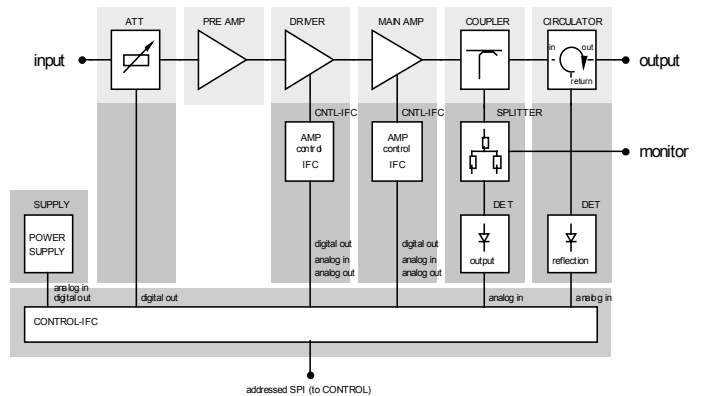 ATT
PRE AMP
DRIVER
MAIN AMP
COUPLER
CIRCULATOR
input
in
out
return
output
CNTL-IFC
CNTL-IFC
SPLITTER
AMP
control
IFC
AMP
control
IFC
monitor
SUPPLY
DET
DET
POWER
SUPPLY
output
reflection
digital out
analog in
analog out
digital out
analog in
analog out
analog in
digital out
digital out
analog in
analog in
CONTROL-IFC
addressed SPI (to CONTROL)